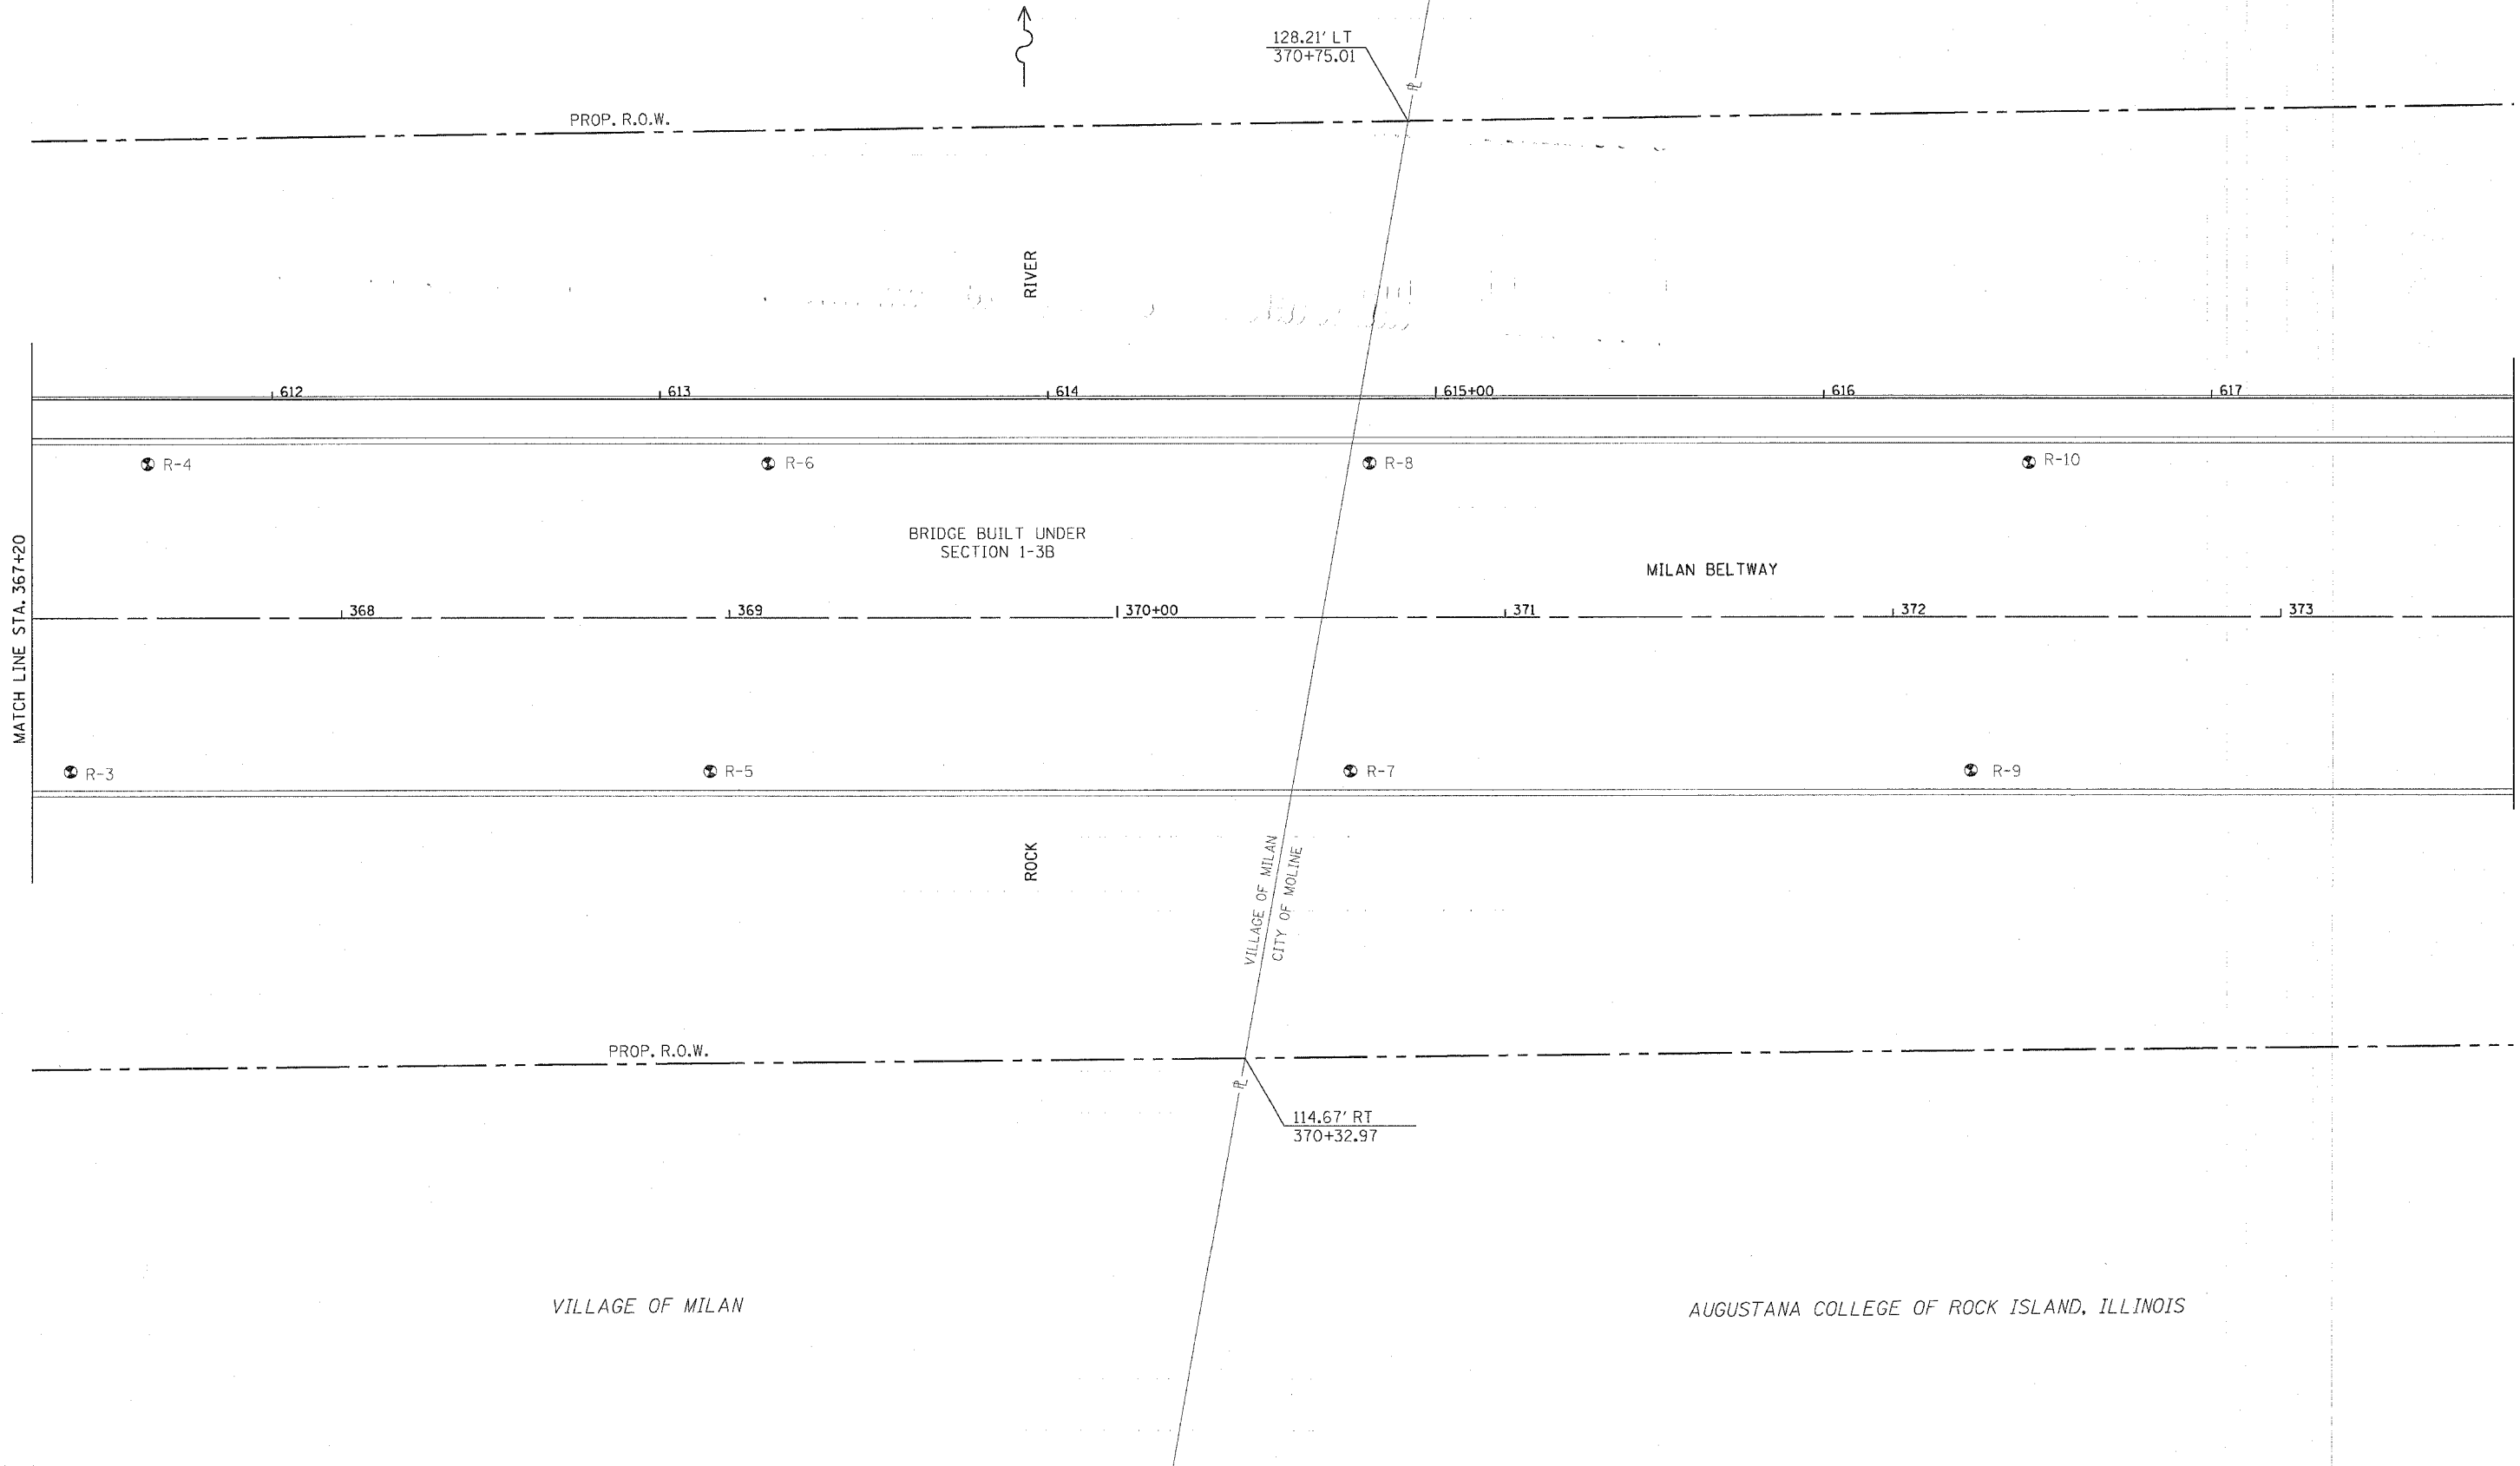 128.21' LT
370+75.01
PL
PROP. R.O.W.
RIVER
612
613
614
615+00
616
617
R-4
R-6
R-8
R-10
BRIDGE BUILT UNDER
SECTION 1-3B
MILAN BELTWAY
MATCH LINE STA. 367+20
368
369
370+00
371
372
373
R-3
R-5
R-7
R-9
ROCK
VILLAGE OF MILAN
CITY OF MOLINE
PROP. R.O.W.
PL
114.67' RT
370+32.97
VILLAGE OF MILAN
AUGUSTANA COLLEGE OF ROCK ISLAND, ILLINOIS